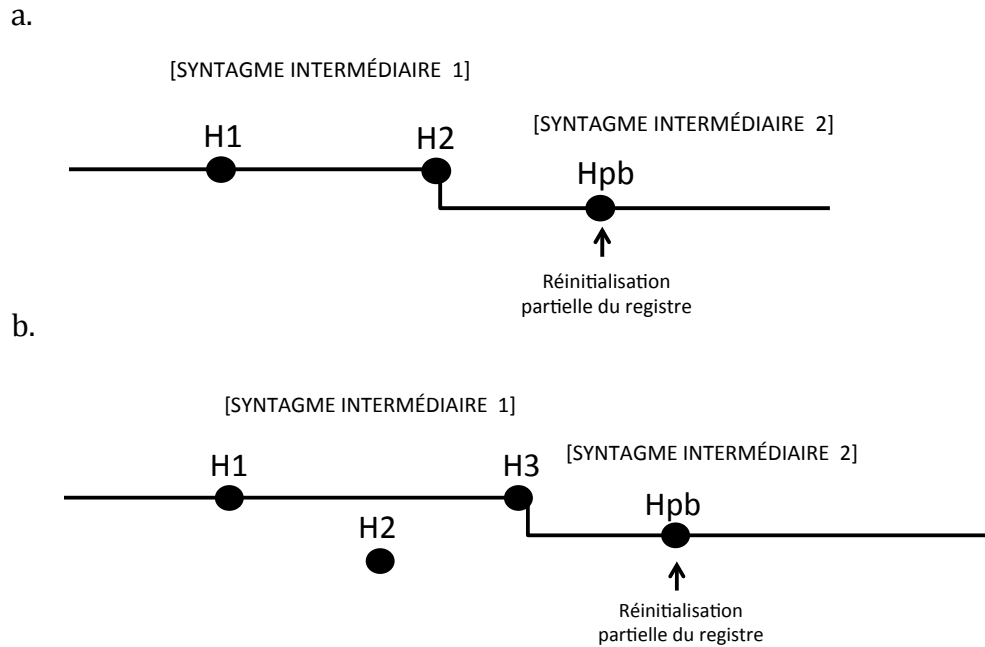 a.
[SYNTAGME INTERMÉDIAIRE 1]
[SYNTAGME INTERMÉDIAIRE 2]
H1
H2
Hpb
Réinitialisation
partielle du registre
b.
[SYNTAGME INTERMÉDIAIRE 1]
[SYNTAGME INTERMÉDIAIRE 2]
H1
H3
Hpb
H2
Réinitialisation
partielle du registre